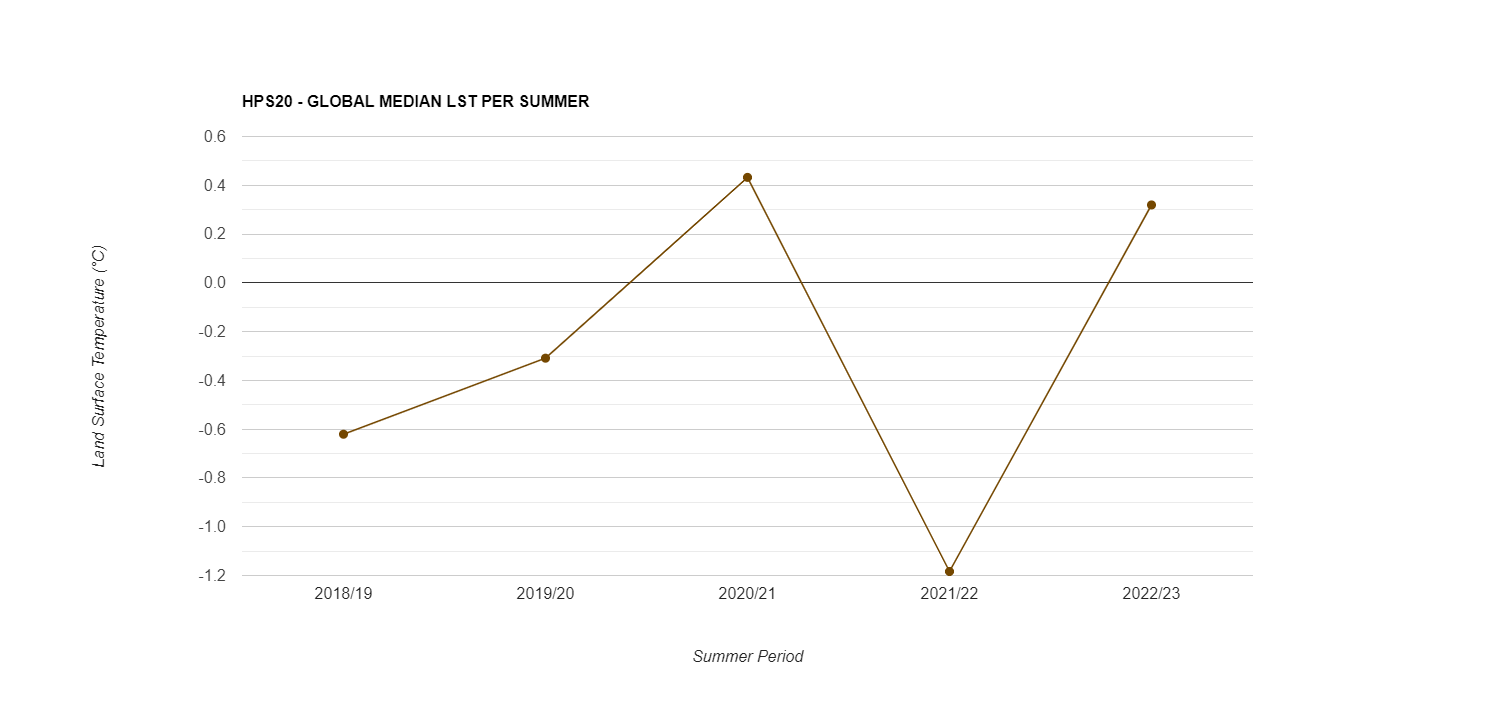 HPS20 - GLOBAL MEDIAN LST PER SUMMER
0.6
0.4
0.2
0.0
-0.2
-0.4
-0.6
-0.8
-1.0
-1.2
Land Surface Temperature (°C)
2018/19 2019/20 2020/21 2021/22 2022/23
Summer Period